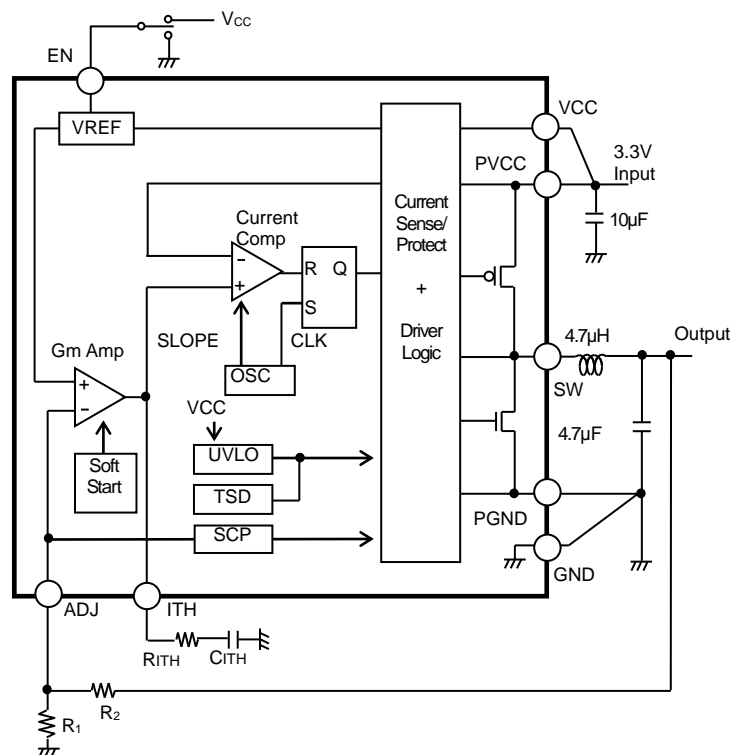 VCC
EN
VREF
VCC
PVCC
3.3V
Input
10µF
Current
Sense/
Protect
+
Driver
Logic
Current
Comp
-
+
R Q
S
SLOPE
CLK
OSC
Gm Amp
+
-
Soft
Start
VCC
UVLO
TSD
SCP
4.7µH
Output
SW
4.7µF
PGND
GND
ADJ
ITH
RITH
CITH
R2
R1